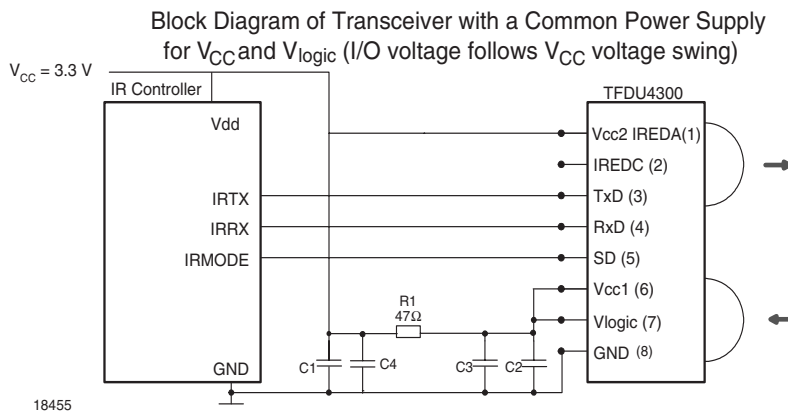 Block Diagram of Transceiver with a Common Power Supply
for VCC and Vlogic (I/O voltage follows VCC voltage swing)
VCC = 3.3 V
IR Controller
TFDU4300
Vdd
Vcc2 IREDA(1)
IREDC (2)
IRTX
TxD (3)
IRRX
RxD (4)
IRMODE
SD (5)
Vcc1 (6)
R1
47Ω
Vlogic (7)
GND (8)
C1
C4
C3
C2
GND
18455